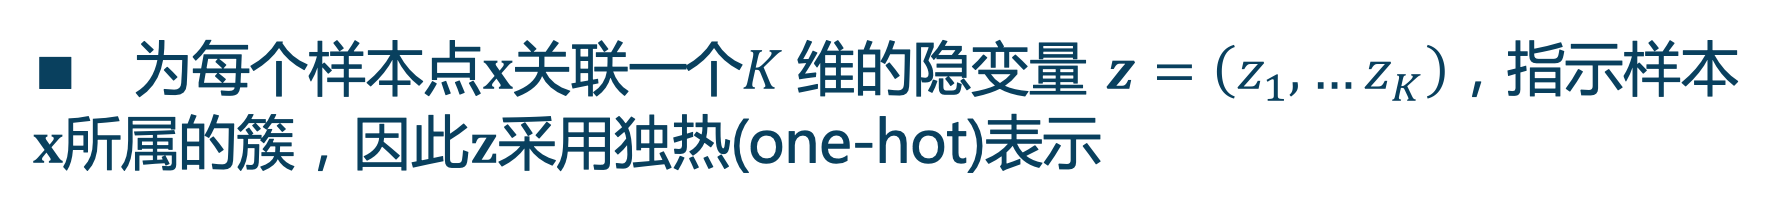 ■ 为每个样本点x关联一个K 维的隐变量 z = (z₁, … z_K)，指示样本
x所属的簇，因此z采用独热(one-hot)表示